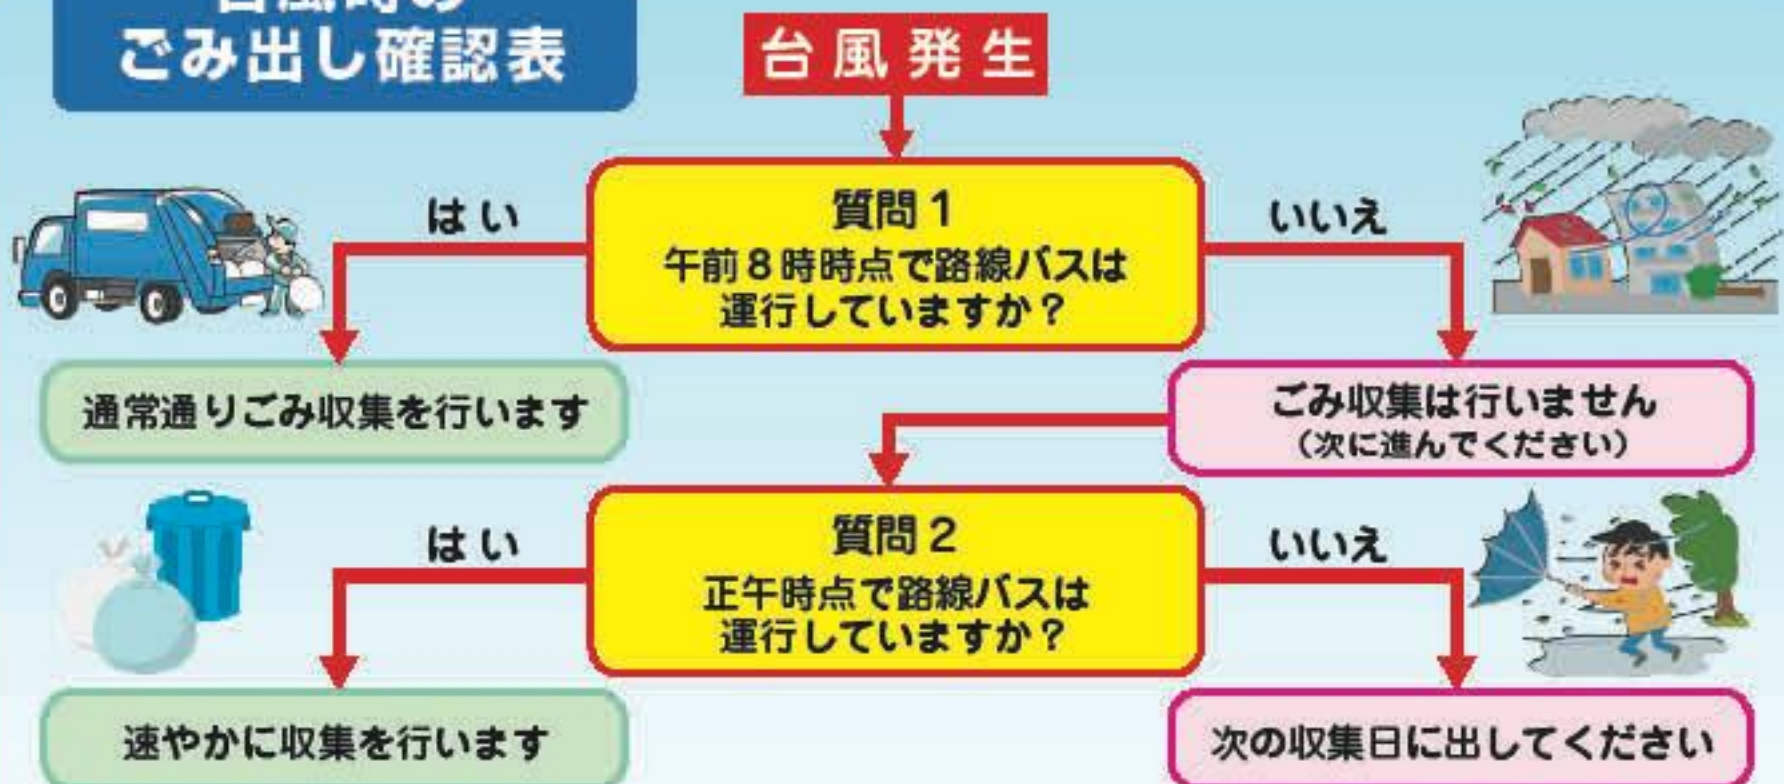 台風時の
ごみ出し確認表
台風発生
質問1
午前8時時点で路線バスは
運行していますか?
はい
いいえ
通常通りごみ収集を行います
ごみ収集は行いません
(次に進んでください)
質問2
正午時点で路線バスは
運行していますか?
はい
いいえ
速やかに収集を行います
次の収集日に出してください